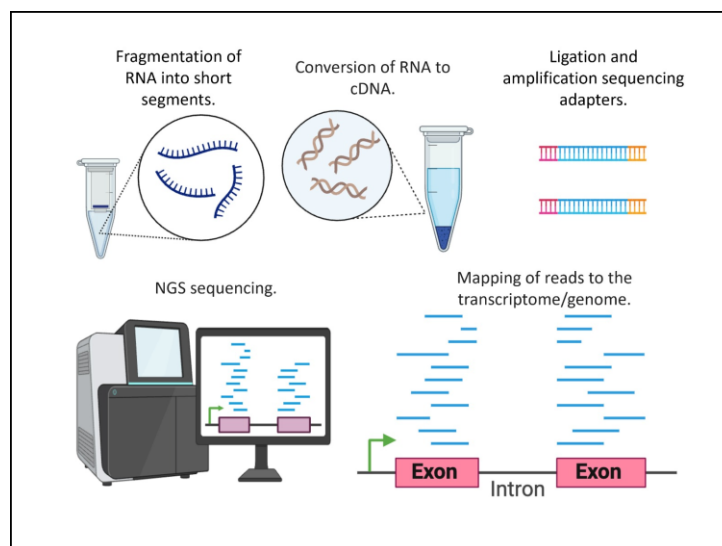 Fragmentation of
RNA into short
segments.
Conversion of RNA to
cDNA.
Ligation and
amplification sequencing
adapters.
NGS sequencing.
Mapping of reads to the
transcriptome/genome.
Exon
Intron
Exon